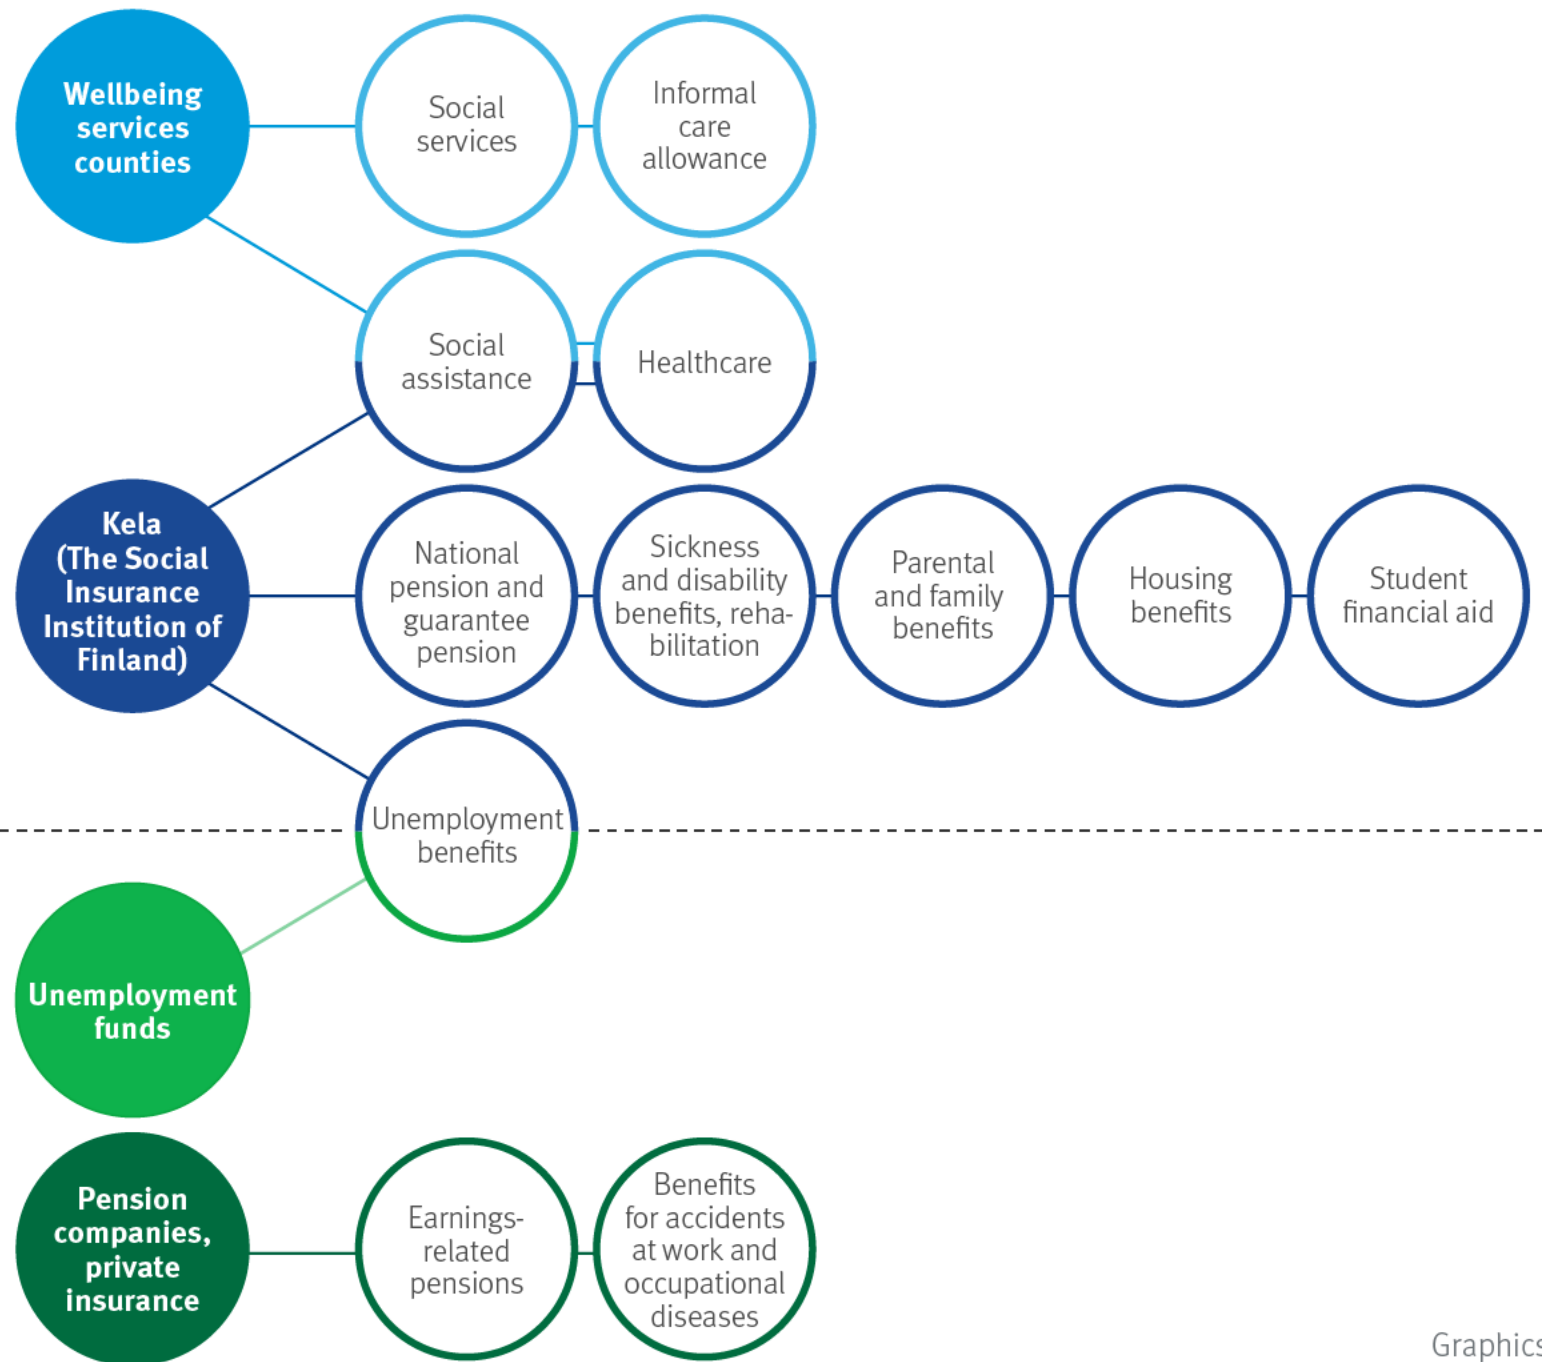 Wellbeing
services
counties
Social
services
Informal
care
allowance
Social
assistance
Healthcare
Kela
(The Social
Insurance
Institution of
Finland)
National
pension and
guarantee
pension
Sickness
and disability
benefits, reha-
bilitation
Parental
and family
benefits
Housing
benefits
Student
financial aid
Unemployment
benefits
Unemployment
funds
Pension
companies,
private
insurance
Earnings-
related
pensions
Benefits
for accidents
at work and
occupational
diseases
Graphics